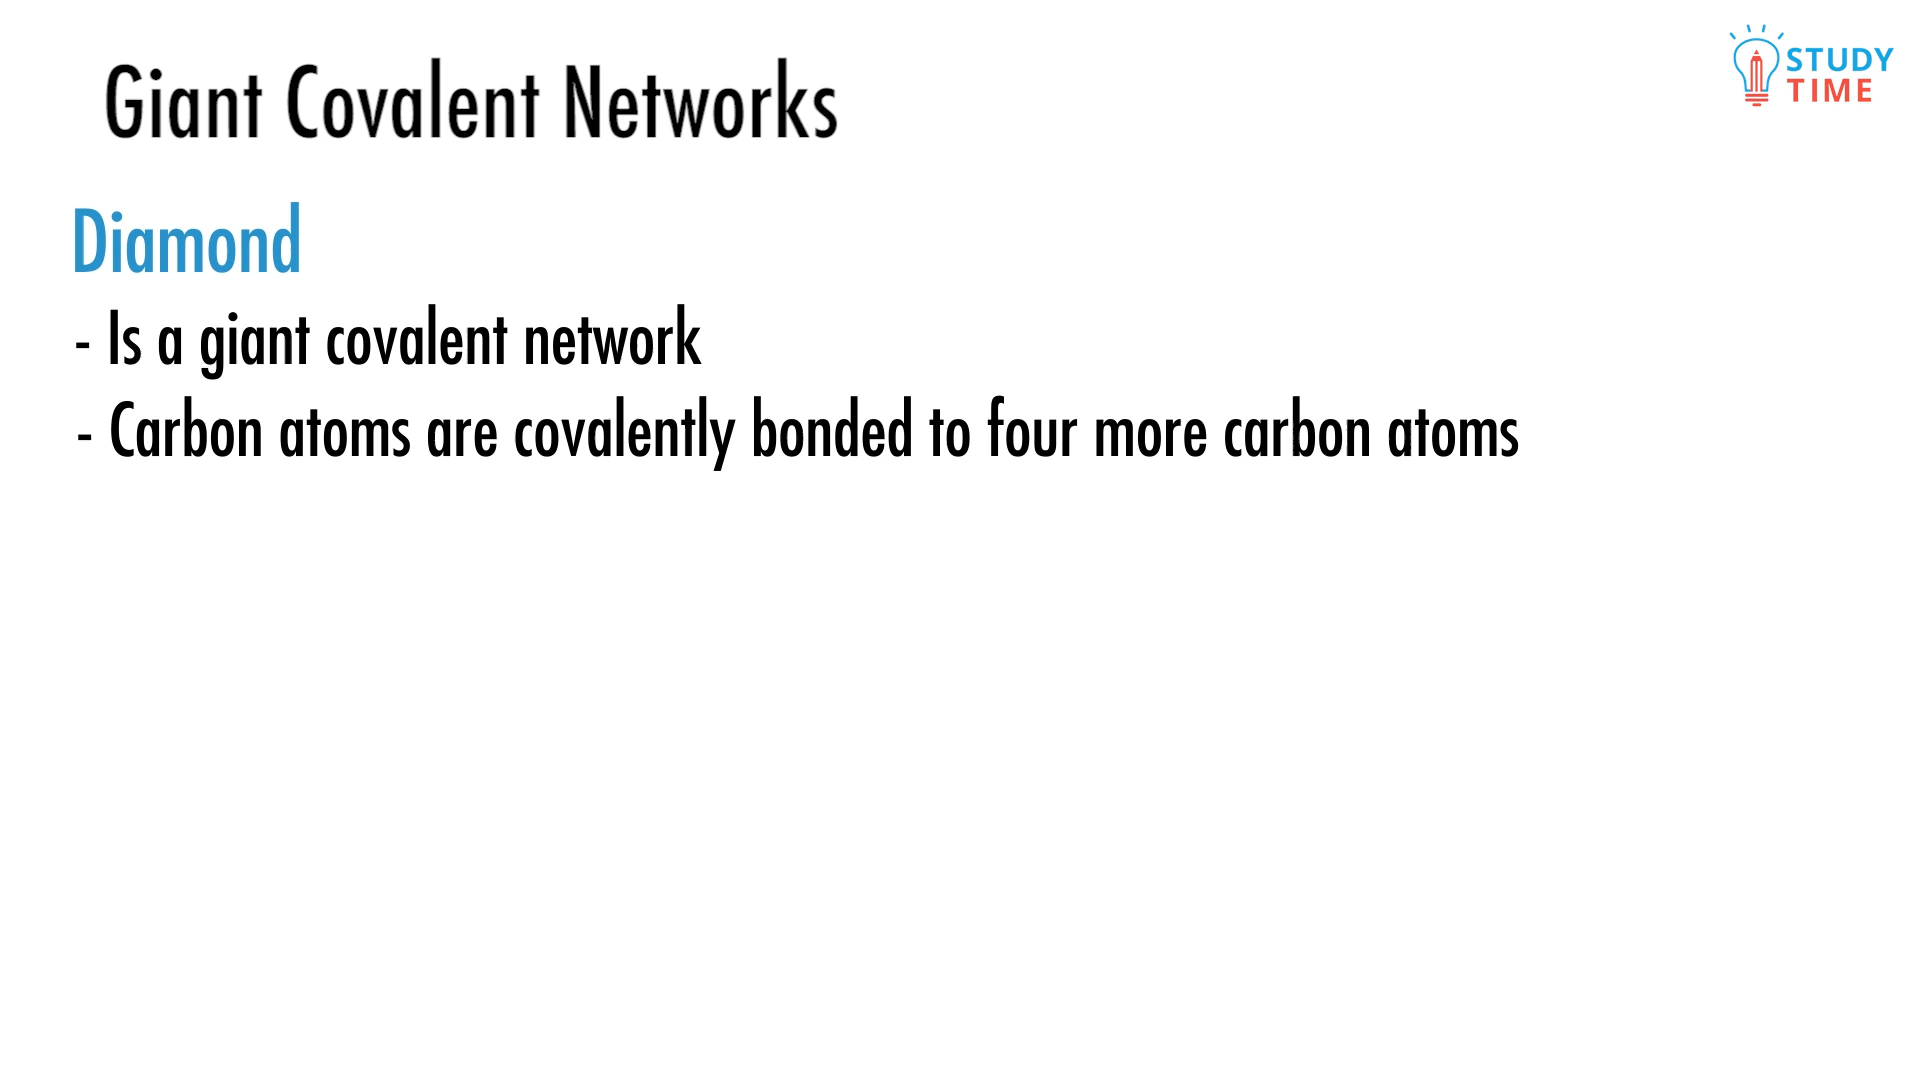 Giant Covalent Networks
STUDY
TIME
Diamond
- Is a giant covalent network
- Carbon atoms are covalently bonded to four more carbon atoms